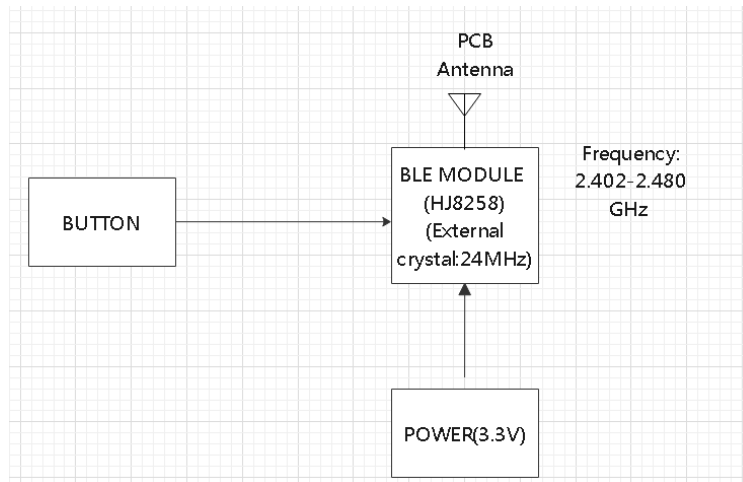 PCB
Antenna
BLE MODULE
(HJ8258)
(External
crystal:24MHz)
Frequency:
2.402-2.480
GHz
BUTTON
POWER(3.3V)